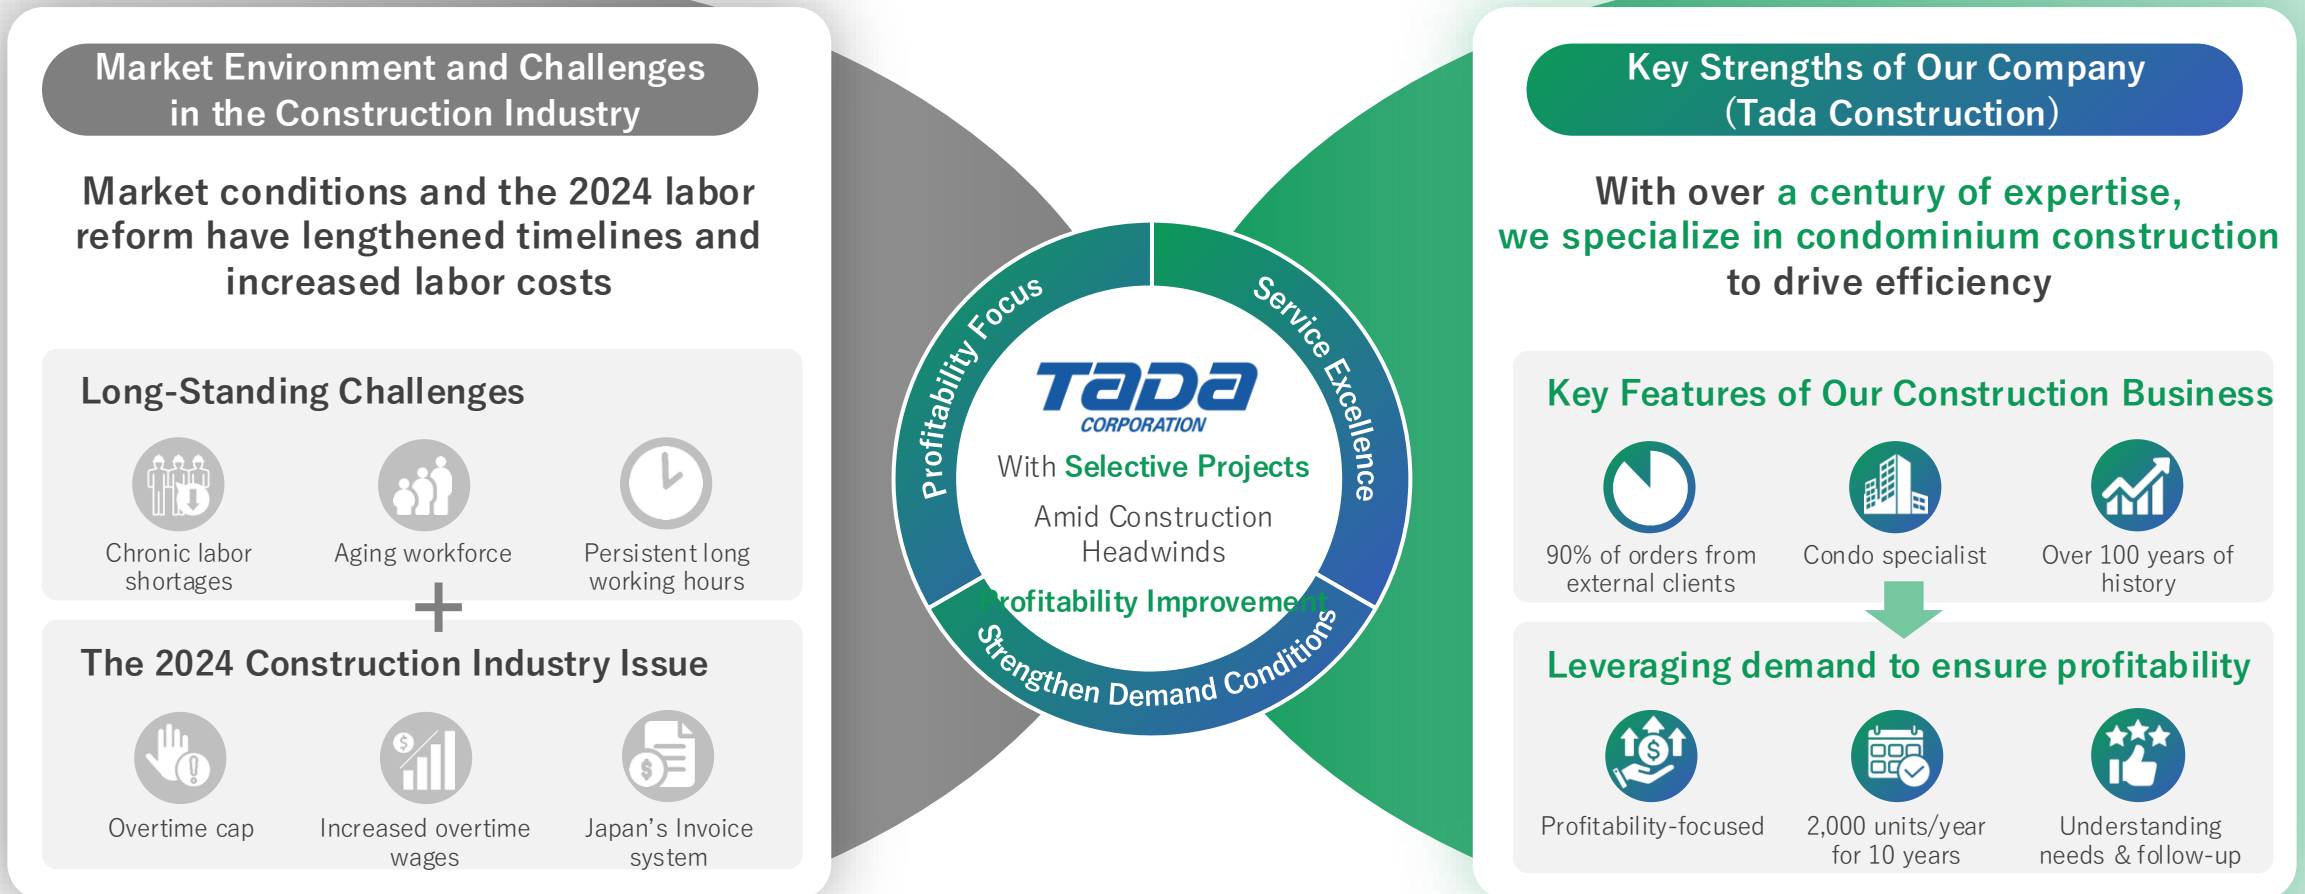 Market Environment and Challenges
in the Construction Industry
Market conditions and the 2024 labor
reform have lengthened timelines and
increased labor costs
Long-Standing Challenges
Chronic labor
shortages
Aging workforce
Persistent long
working hours
+
The 2024 Construction Industry Issue
Overtime cap
Increased overtime
wages
Japan's Invoice
system
Profitability Focus
Service Excellence
Strengthen Demand Conditions
TaDa
CORPORATION
With Selective Projects
Amid Construction
Headwinds
Profitability Improvement
Key Strengths of Our Company
(Tada Construction)
With over a century of expertise,
we specialize in condominium construction
to drive efficiency
Key Features of Our Construction Business
90% of orders from
external clients
Condo specialist
Over 100 years of
history
Leveraging demand to ensure profitability
Profitability-focused
2,000 units/year
for 10 years
Understanding
needs & follow-up